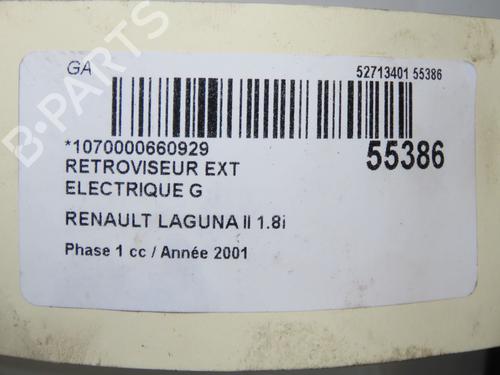 GA
52713401 55386
*1070000660929
55386
RETROVISEUR EXT
ELECTRIQUE G
RENAULT LAGUNA II 1.8i
Phase 1 cc / Année 2001
B-PARTS